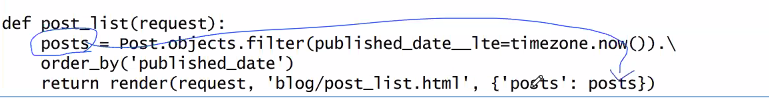 def post_list(request):
posts = Post.objects.filter(published_date__lte=timezone.now()).\
order_by('published_date')
return render(request, 'blog/post_list.html', {'posts': posts})